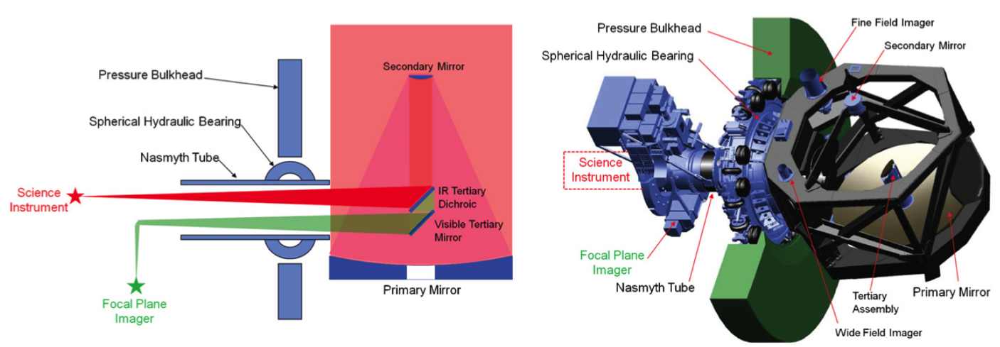 Pressure Bulkhead
Spherical Hydraulic Bearing
Nasmyth Tube
Science
Instrument
Focal Plane
Imager
Secondary Mirror
IR Tertiary
Dichroic
Visible Tertiary
Mirror
Primary Mirror
Pressure Bulkhead
Spherical Hydraulic Bearing
Fine Field Imager
Secondary Mirror
Science
Instrument
Focal Plane
Imager
Nasmyth Tube
Tertiary
Assembly
Primary Mirror
Wide Field Imager